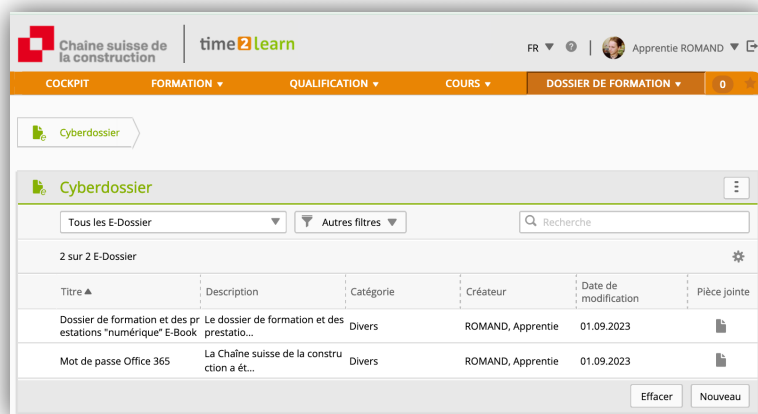 Chaîne suisse de
la construction
time2learn
FR
Apprentie ROMAND
COCKPIT FORMATION QUALIFICATION COURS DOSSIER DE FORMATION 0
Cyberdossier
Cyberdossier
Tous les E-Dossier Autres filtres Recherche
2 sur 2 E-Dossier
Titre Description Catégorie Créateur Date de modification Pièce jointe
Dossier de formation et des pr Le dossier de formation et des
estations "numérique" E-Book prestatio... Divers ROMAND, Apprentie 01.09.2023
Mot de passe Office 365 La Chaîne suisse de la constru
ction a ét... Divers ROMAND, Apprentie 01.09.2023
Effacer Nouveau